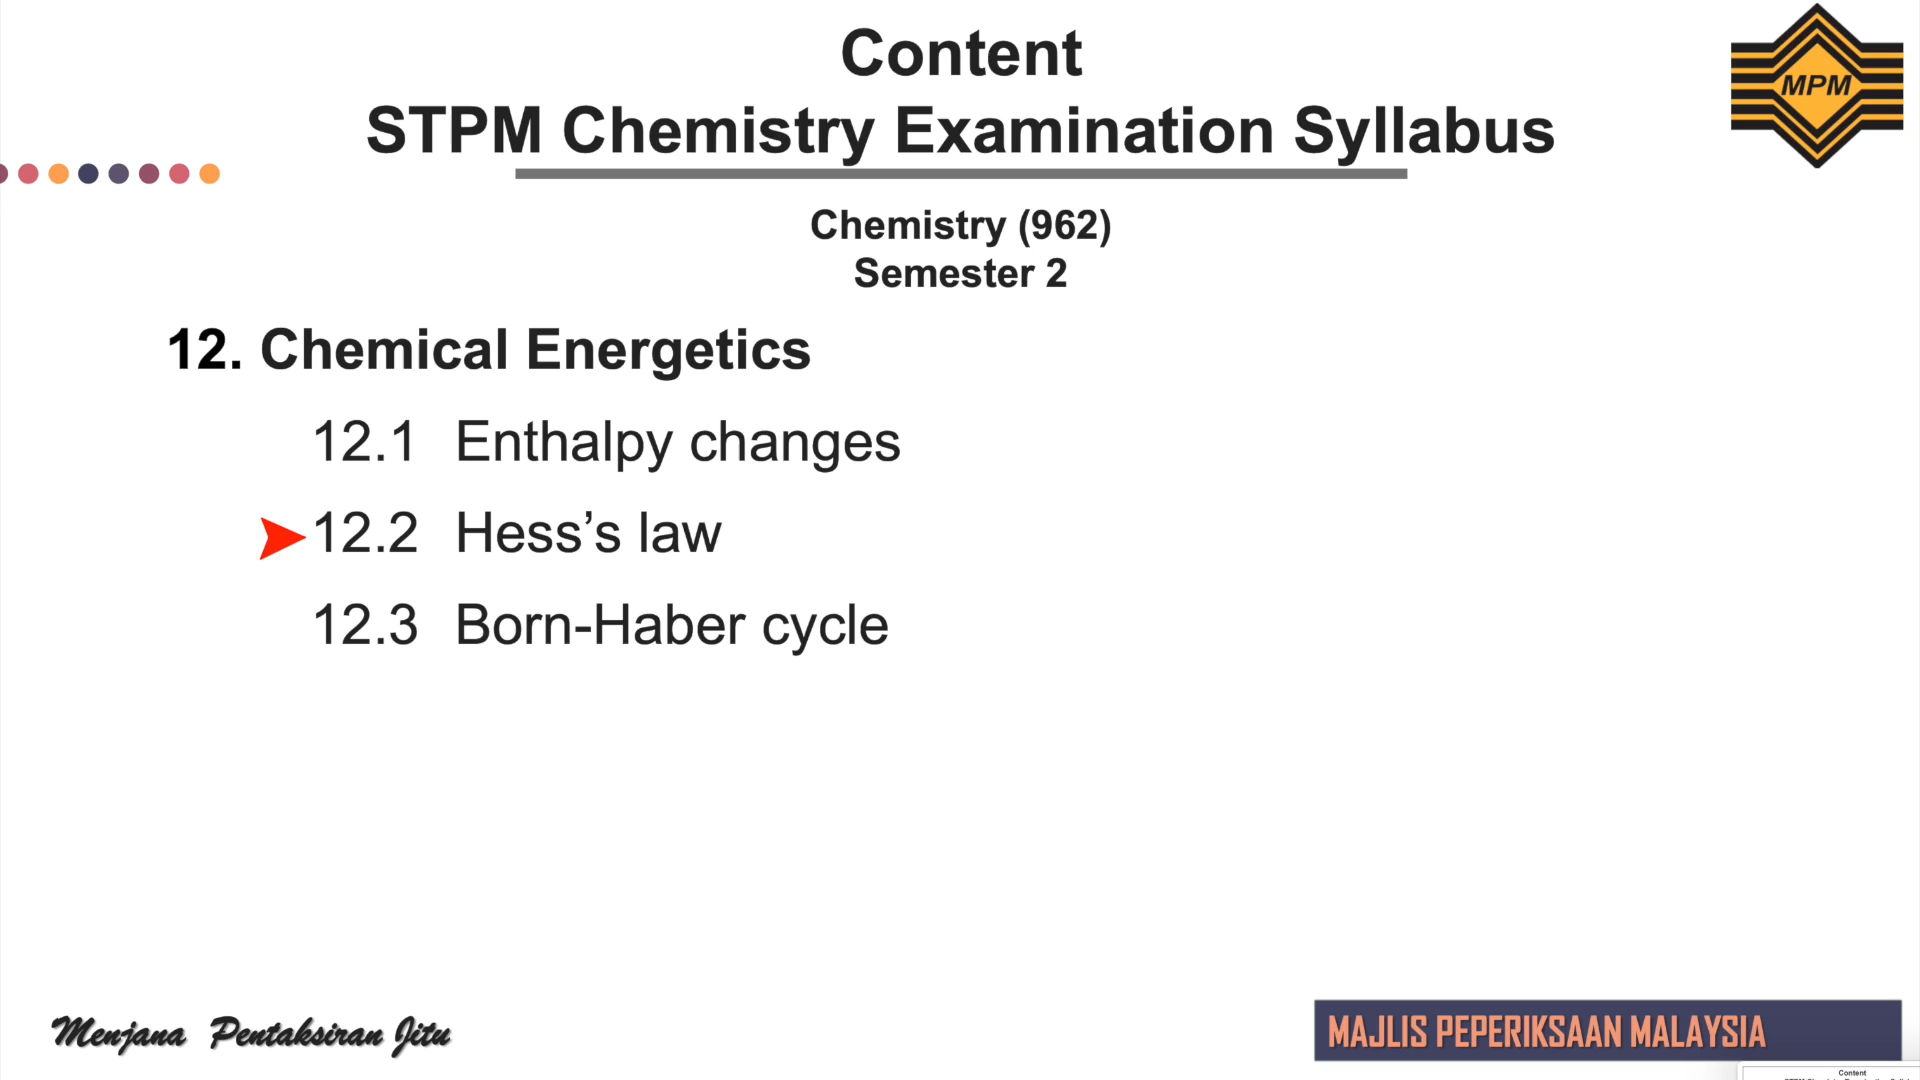 Content
STPM Chemistry Examination Syllabus
MPM
Chemistry (962)
Semester 2
12. Chemical Energetics
12.1 Enthalpy changes
12.2 Hess’s law
12.3 Born-Haber cycle
Menjana Pentaksiran Jitu
MAJLIS PEPERIKSAAN MALAYSIA
Content